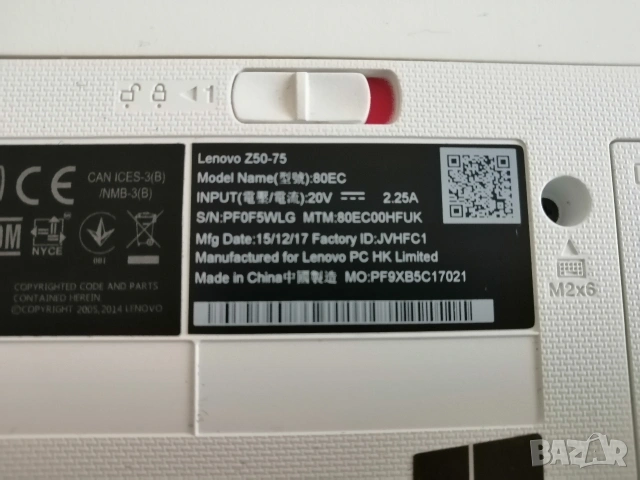 1
CAN ICES-3(B)
/NMB-3(B)
CE
NYCE
COPYRIGHTED CODE AND PARTS
CONTAINED HEREIN.
©COPYRIGHT 2005, 2014 LENOVO
Lenovo Z50-75
Model Name(型號):80EC
INPUT(電壓/電流):20V ⎓ 2.25A
S/N:PF0F5WLG MTM:80EC00HFUK
Mfg Date:15/12/17 Factory ID:JVHFC1
Manufactured for Lenovo PC HK Limited
Made in China中國製造 MO:PF9XB5C17021
M2x6
BAZAR